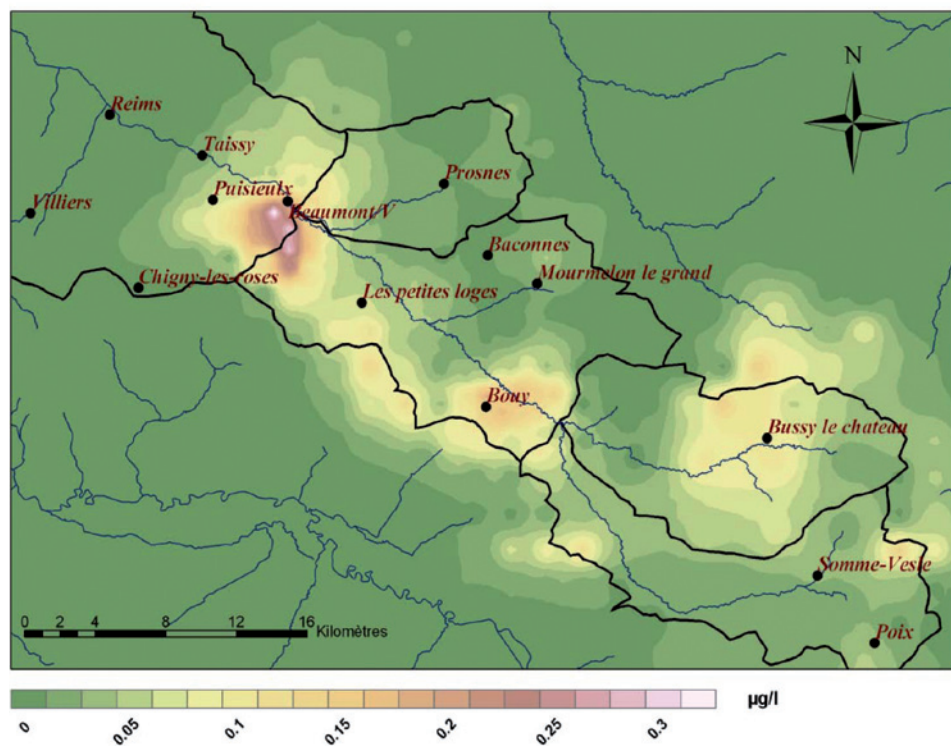 N
Reims
Taissy
Puisieulx
Prosnes
Villiers
Beaumont V
Baconnes
Mourmelon le grand
Chigny-les-roses
Les petites loges
Bouy
Bussy le chateau
Somme-Vesle
Poix
0 2 4 8 12 16 Kilomètres
0 0.05 0.1 0.15 0.2 0.25 0.3 µg/l